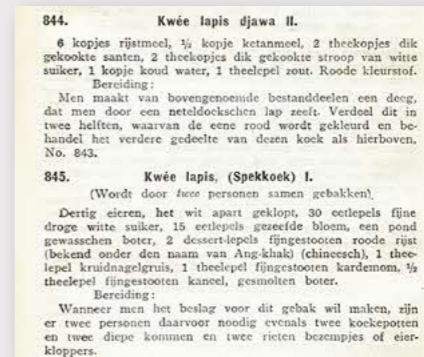 844. Kwée lapis djawa II.
6 kopjes rijstmeel, ½ kopje ketanmeel, 2 theekopjes dik
gekookte santen, 2 theekopjes dik gekookte stroop van witte
suiker, 1 kopje koud water, 1 theelepel zout. Roode kleurstof.
Bereiding:
Men maakt van bovengenoemde bestanddeelen een deeg,
dat men door een neteldockschen lap zeeft. Verdeel dit in
twee helften, waarvan de eene rood wordt gekleurd en be-
handel het verdere gedeelte van dezen koek als hierboven,
No. 843.
845. Kwée lapis, (Spekkoek) I.
(Wordt door twee personen samen gebakken).
Dertig eieren, het wit apart geklopt, 30 eetlepels fijne
droge witte suiker, 15 eetlepels gezeefde bloem, een pond
gewasschen boter, 2 dessert-lepels fijngestooten roode rijst
(bekend onder den naam van Ang-khak) (chineesch), 1 thee-
lepel kruidnagelgruis, 1 theelepel fijngestooten kardemom, ½
theelepel fijngestooten kaneel, gesmolten boter.
Bereiding:
Wanneer men het beslag voor dit gebak wil maken, zijn
er twee personen daarvoor noodig evenals twee koekepotten
en twee diepe kommen en twee rieten bezempjes of eier-
kloppers.